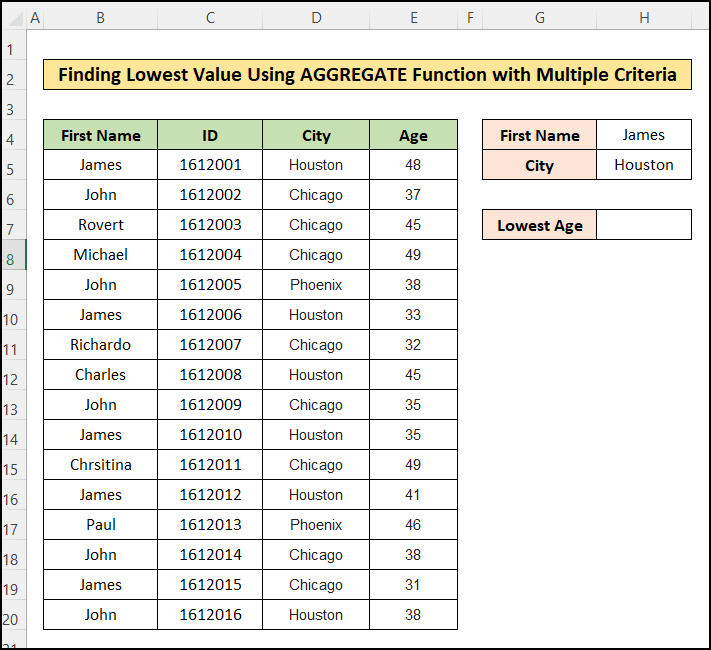 A B C D E F G H
1
2 Finding Lowest Value Using AGGREGATE Function with Multiple Criteria
3
4 First Name ID City Age First Name James
5 James 1612001 Houston 48 City Houston
6 John 1612002 Chicago 37
7 Rovert 1612003 Chicago 45 Lowest Age
8 Michael 1612004 Chicago 49
9 John 1612005 Phoenix 38
10 James 1612006 Houston 33
11 Richardo 1612007 Chicago 32
12 Charles 1612008 Houston 45
13 John 1612009 Chicago 35
14 James 1612010 Houston 35
15 Chrsitina 1612011 Chicago 49
16 James 1612012 Houston 41
17 Paul 1612013 Phoenix 46
18 John 1612014 Chicago 38
19 James 1612015 Chicago 31
20 John 1612016 Houston 38
21